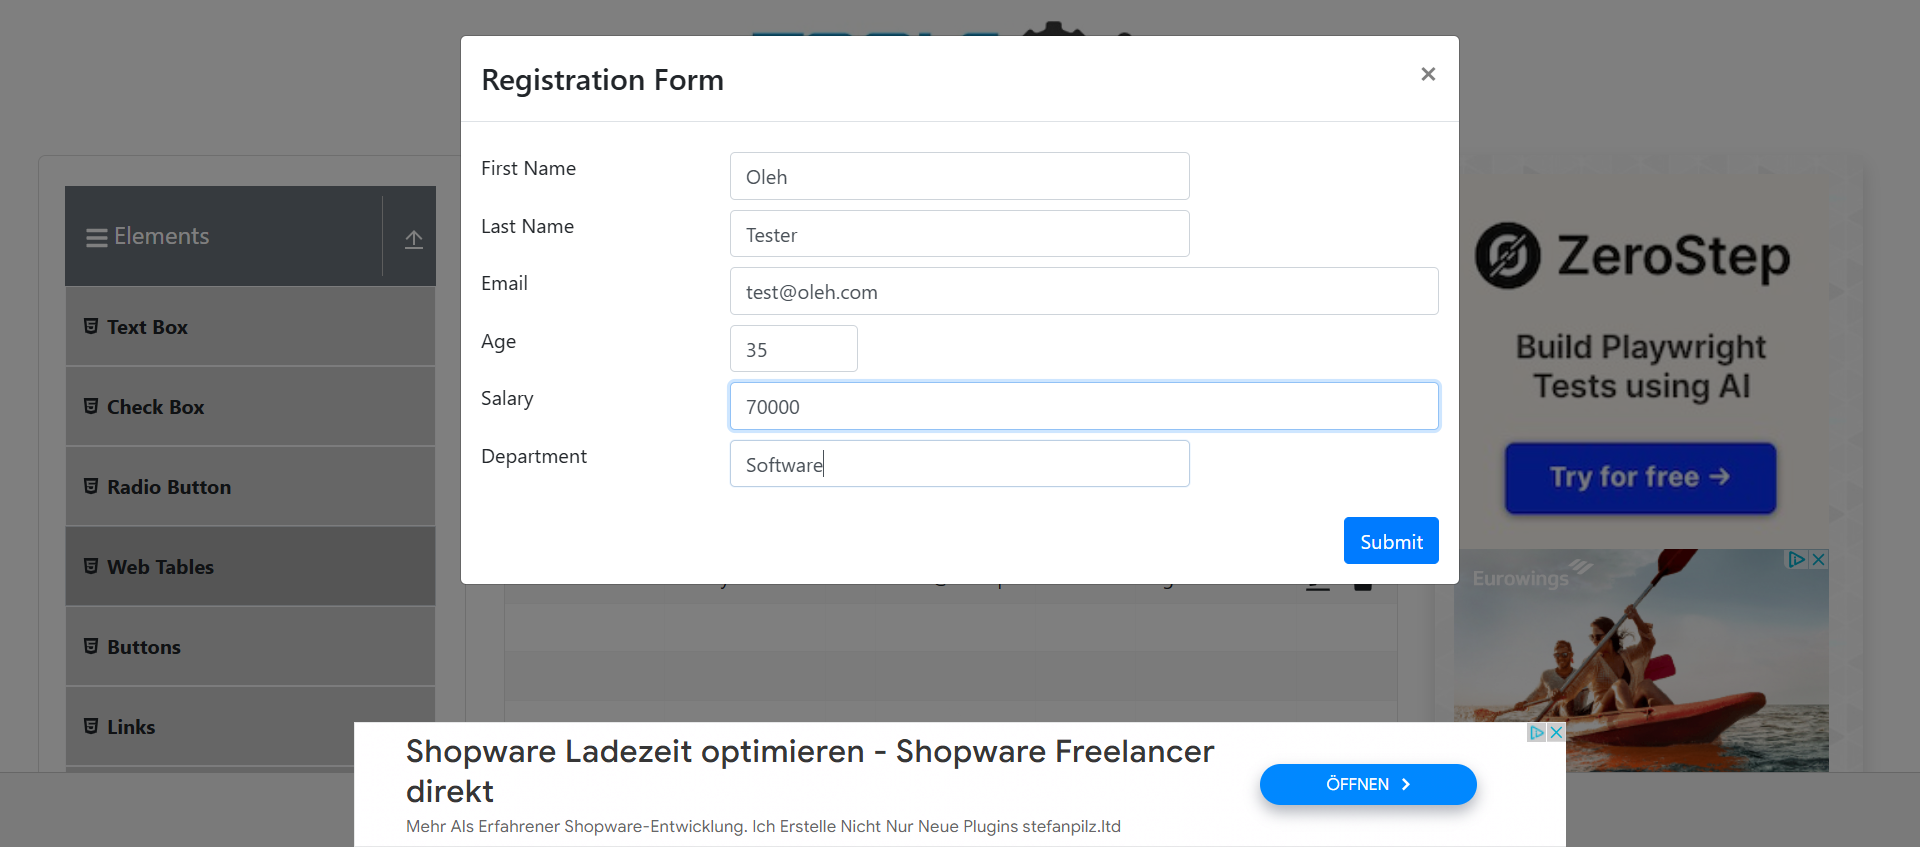 Registration Form
×
First Name
Oleh
Last Name
Tester
Email
test@oleh.com
Age
35
Salary
70000
Department
Software
Submit
Elements
Text Box
Check Box
Radio Button
Web Tables
Buttons
Links
ZeroStep
Build Playwright
Tests using AI
Try for free →
Eurowings
Shopware Ladezeit optimieren - Shopware Freelancer
direkt
Mehr Als Erfahrener Shopware-Entwicklung. Ich Erstelle Nicht Nur Neue Plugins stefanpilz.ltd
ÖFFNEN